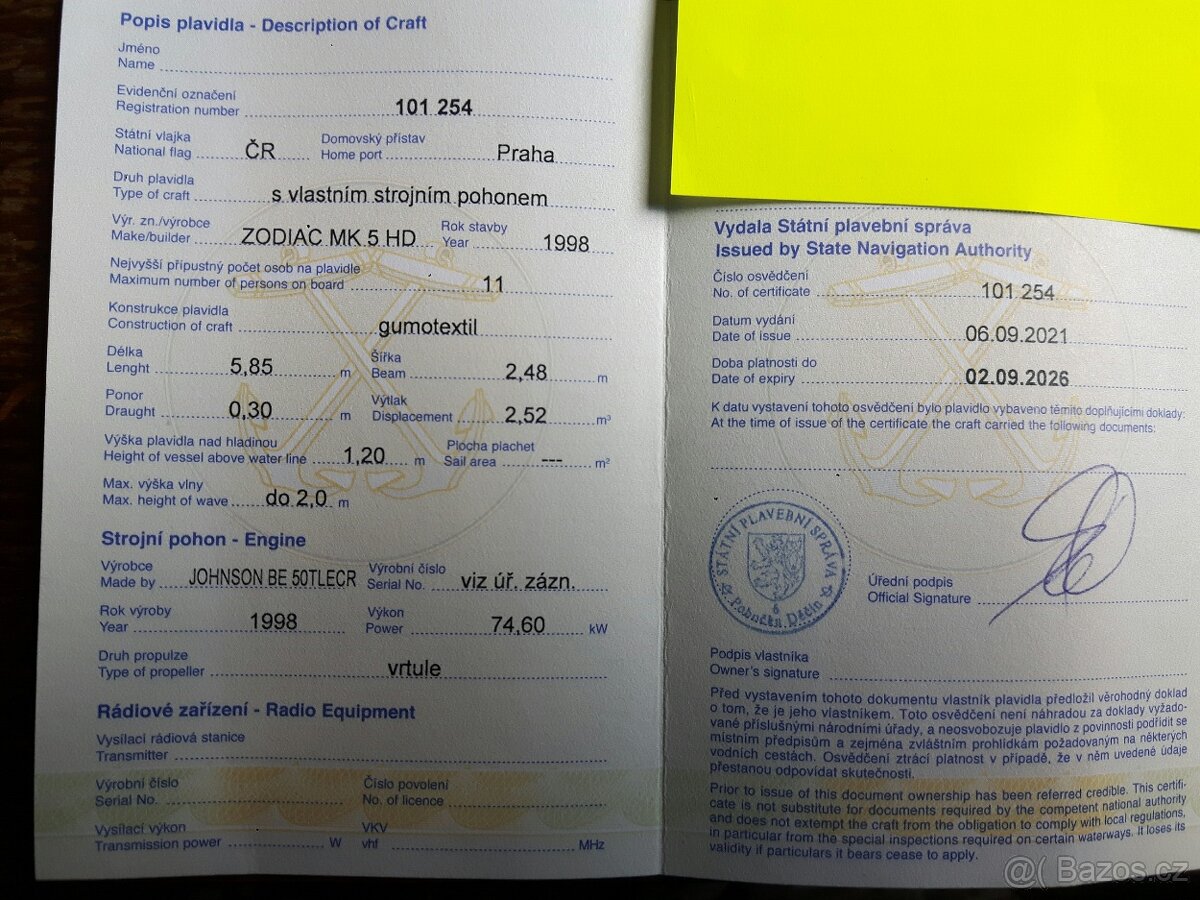 Popis plavidla - Description of Craft
Jméno
Name
Evidenční označení
Registration number 101 254
Státní vlajka Domovský přístav
National flag ČR Home port Praha
Druh plavidla
Type of craft s vlastním strojním pohonem
Výr. zn./výrobce Rok stavby
Make/builder ZODIAC MK 5 HD Year 1998
Nejvyšší přípustný počet osob na plavidle
Maximum number of persons on board 11
Konstrukce plavidla
Construction of craft gumotextil
Délka Šířka
Lenght 5,85 m Beam 2,48 m
Ponor Výtlak
Draught 0,30 m Displacement 2,52 m³
Výška plavidla nad hladinou Plocha plachet
Height of vessel above water line 1,20 m Sail area --- m²
Max. výška vlny
Max. height of wave do 2,0 m
Strojní pohon - Engine
Výrobce Výrobní číslo
Made by JOHNSON BE 50TLECR Serial No. viz úř. zázn.
Rok výroby Výkon
Year 1998 Power 74,60 kW
Druh propulze
Type of propeller vrtule
Rádiové zařízení - Radio Equipment
Vysílací rádiová stanice
Transmitter
Výrobní číslo Číslo povolení
Serial No. No. of licence
Vysílací výkon VKV
Transmission power W vhf MHz
Vydala Státní plavební správa
Issued by State Navigation Authority
Číslo osvědčení
No. of certificate 101 254
Datum vydání
Date of issue 06.09.2021
Doba platnosti do
Date of expiry 02.09.2026
K datu vystavení tohoto osvědčení bylo plavidlo vybaveno těmito doplňujícími doklady:
At the time of issue of the certificate the craft carried the following documents:
STÁTNÍ PLAVEBNÍ SPRÁVA
6
Pobočka Děčín
Úřední podpis
Official Signature
Podpis vlastníka
Owner's signature
Před vystavením tohoto dokumentu vlastník plavidla předložil věrohodný doklad
o tom, že je jeho vlastníkem. Toto osvědčení není náhradou za doklady vyžado-
vané příslušnými národními úřady, a neosvobozuje plavidlo z povinnosti podřídit se
místním předpisům a zejména zvláštním prohlídkám požadovaným na některých
vodních cestách. Osvědčení ztrácí platnost v případě, že v něm uvedené údaje
přestanou odpovídat skutečnosti.
Prior to issue of this document ownership has been referred credible. This certifi-
cate is not substitute for documents required by the competent national authority
and does not exempt the craft from the obligation to comply with local regulations,
in particular from the special inspections required on certain waterways. It loses its
validity if particulars it bears cease to apply.
@( Bazos.cz